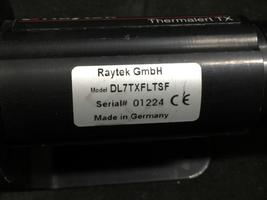 Thermalert TX
Raytek GmbH
Model DL7TXFLTSF
Serial# 01224 CE
Made in Germany